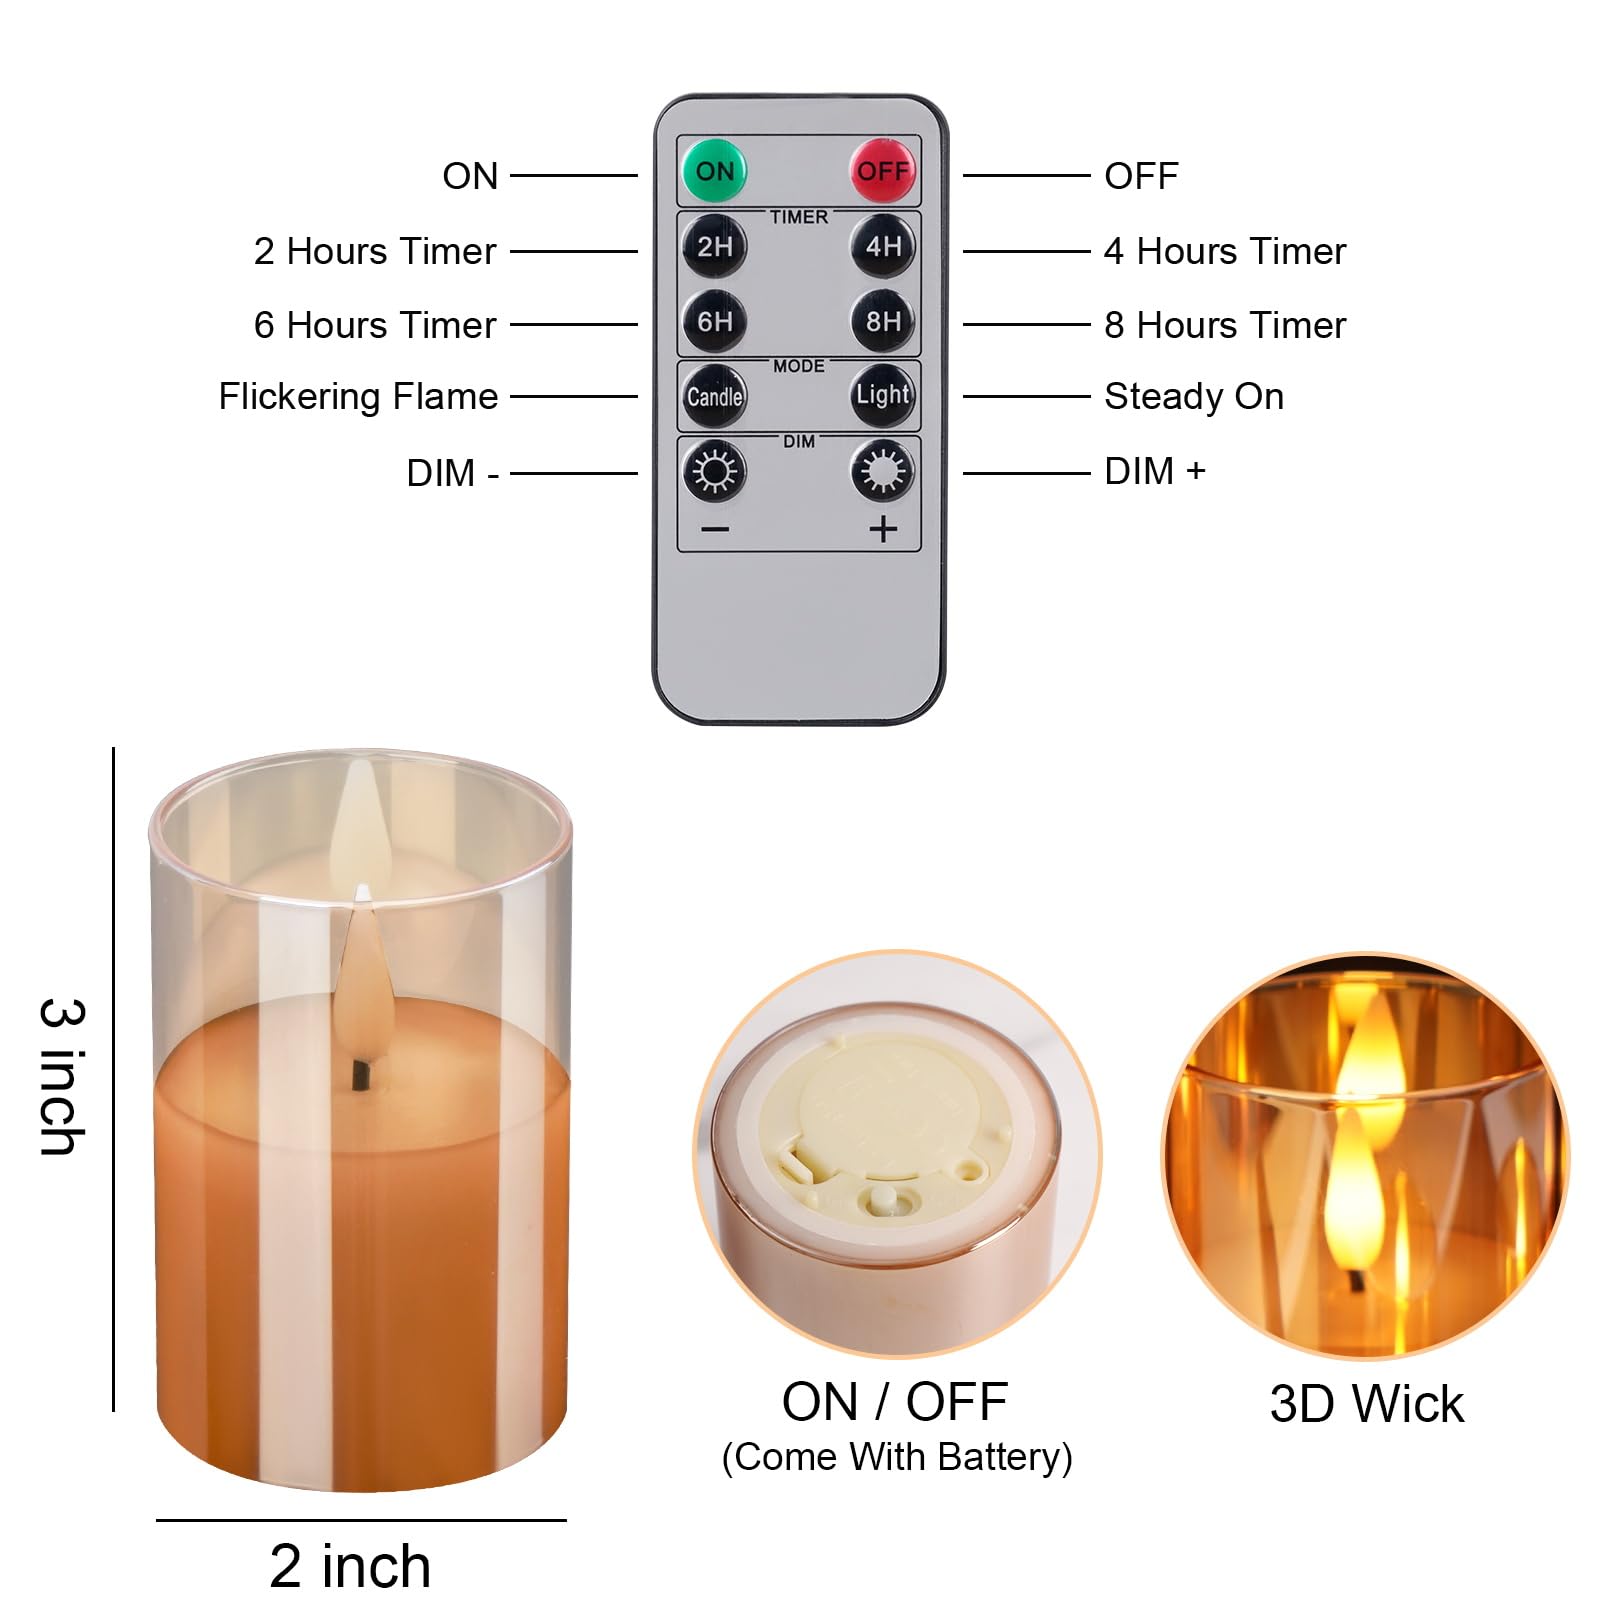 ON
OFF
2 Hours Timer
4 Hours Timer
6 Hours Timer
8 Hours Timer
Flickering Flame
Steady On
DIM -
DIM +
ON OFF
TIMER
2H 4H
6H 8H
MODE
Candle Light
DIM
− +
3 inch
2 inch
ON / OFF
(Come With Battery)
3D Wick